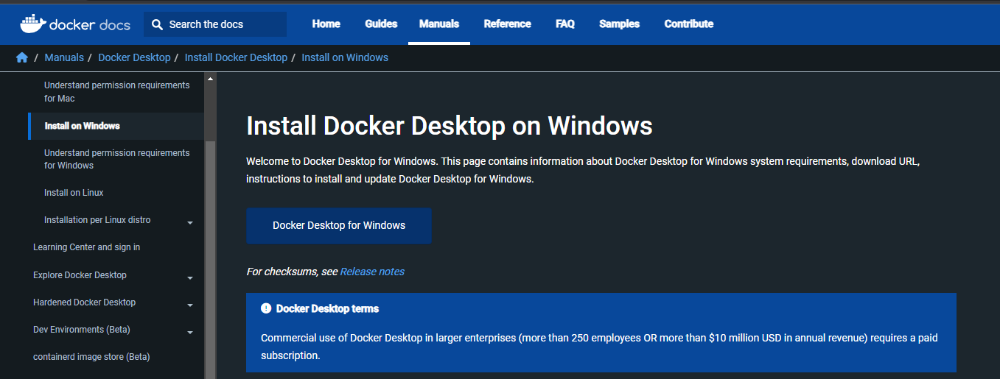 docker docs
Search the docs
Home Guides Manuals Reference FAQ Samples Contribute
/ Manuals / Docker Desktop / Install Docker Desktop / Install on Windows
Understand permission requirements
for Mac
Install on Windows
Understand permission requirements
for Windows
Install on Linux
Installation per Linux distro
Learning Center and sign in
Explore Docker Desktop
Hardened Docker Desktop
Dev Environments (Beta)
containerd image store (Beta)
Install Docker Desktop on Windows
Welcome to Docker Desktop for Windows. This page contains information about Docker Desktop for Windows system requirements, download URL,
instructions to install and update Docker Desktop for Windows.
Docker Desktop for Windows
For checksums, see Release notes
Docker Desktop terms
Commercial use of Docker Desktop in larger enterprises (more than 250 employees OR more than $10 million USD in annual revenue) requires a paid
subscription.